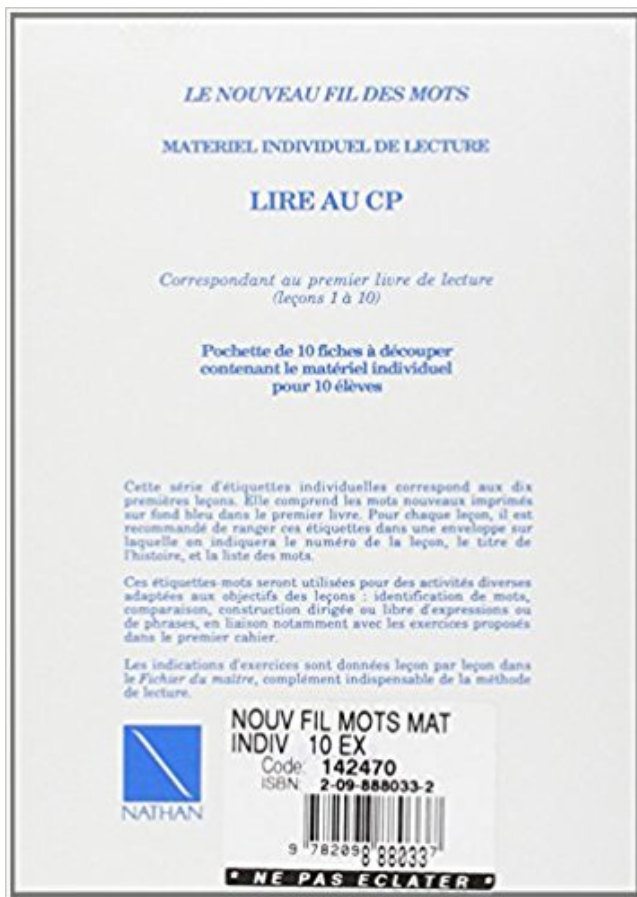 LE NOUVEAU FIL DES MOTS
MATERIEL INDIVIDUEL DE LECTURE
LIRE AU CP
Correspondant au premier livre de lecture
(leçons 1 à 10)
Pochette de 10 fiches à découper
contenant le matériel individuel
pour 10 élèves
Cette série d'étiquettes individuelles correspond aux dix
premières leçons. Elle comprend les mots nouveaux imprimés
sur fond bleu dans le premier livre. Pour chaque leçon, il est
recommandé de ranger ces étiquettes dans une enveloppe sur
laquelle on indiquera le numéro de la leçon, le titre de
l'histoire, et la liste des mots.
Ces étiquettes-mots seront utilisées pour des activités diverses
adaptées aux objectifs des leçons : identification de mots,
comparaison, construction dirigée ou libre d'expressions ou
de phrases, en liaison notamment avec les exercices proposés
dans le premier cahier.
Les indications d'exercices sont données leçon par leçon dans
le Fichier du maître, complément indispensable de la méthode
de lecture.
NATHAN
NOUV FIL MOTS MAT
INDIV 10 EX
Code: 142470
ISBN: 2-09-888033-2
9 782098 880337
* NE PAS ECLATER *